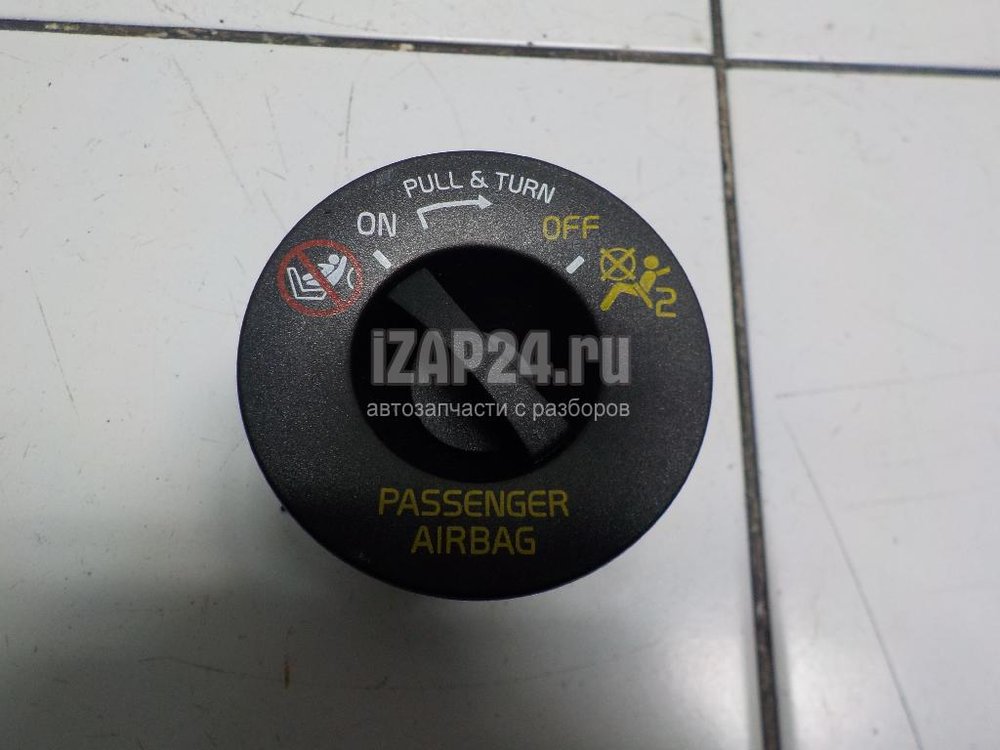 PULL & TURN
ON
OFF
2
iZAP24.ru
автозапчасти с разборов
PASSENGER
AIRBAG